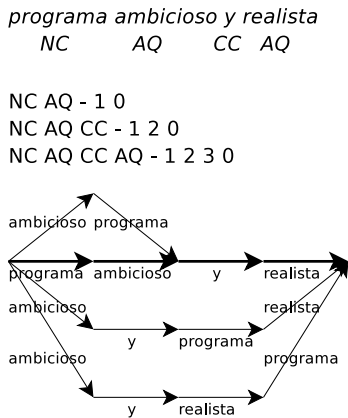 programa ambicioso y realista
NC AQ CC AQ
NC AQ - 1 0
NC AQ CC - 1 2 0
NC AQ CC AQ - 1 2 3 0
ambicioso programa
programa ambicioso y realista
ambicioso realista
y programa
ambicioso programa
y realista